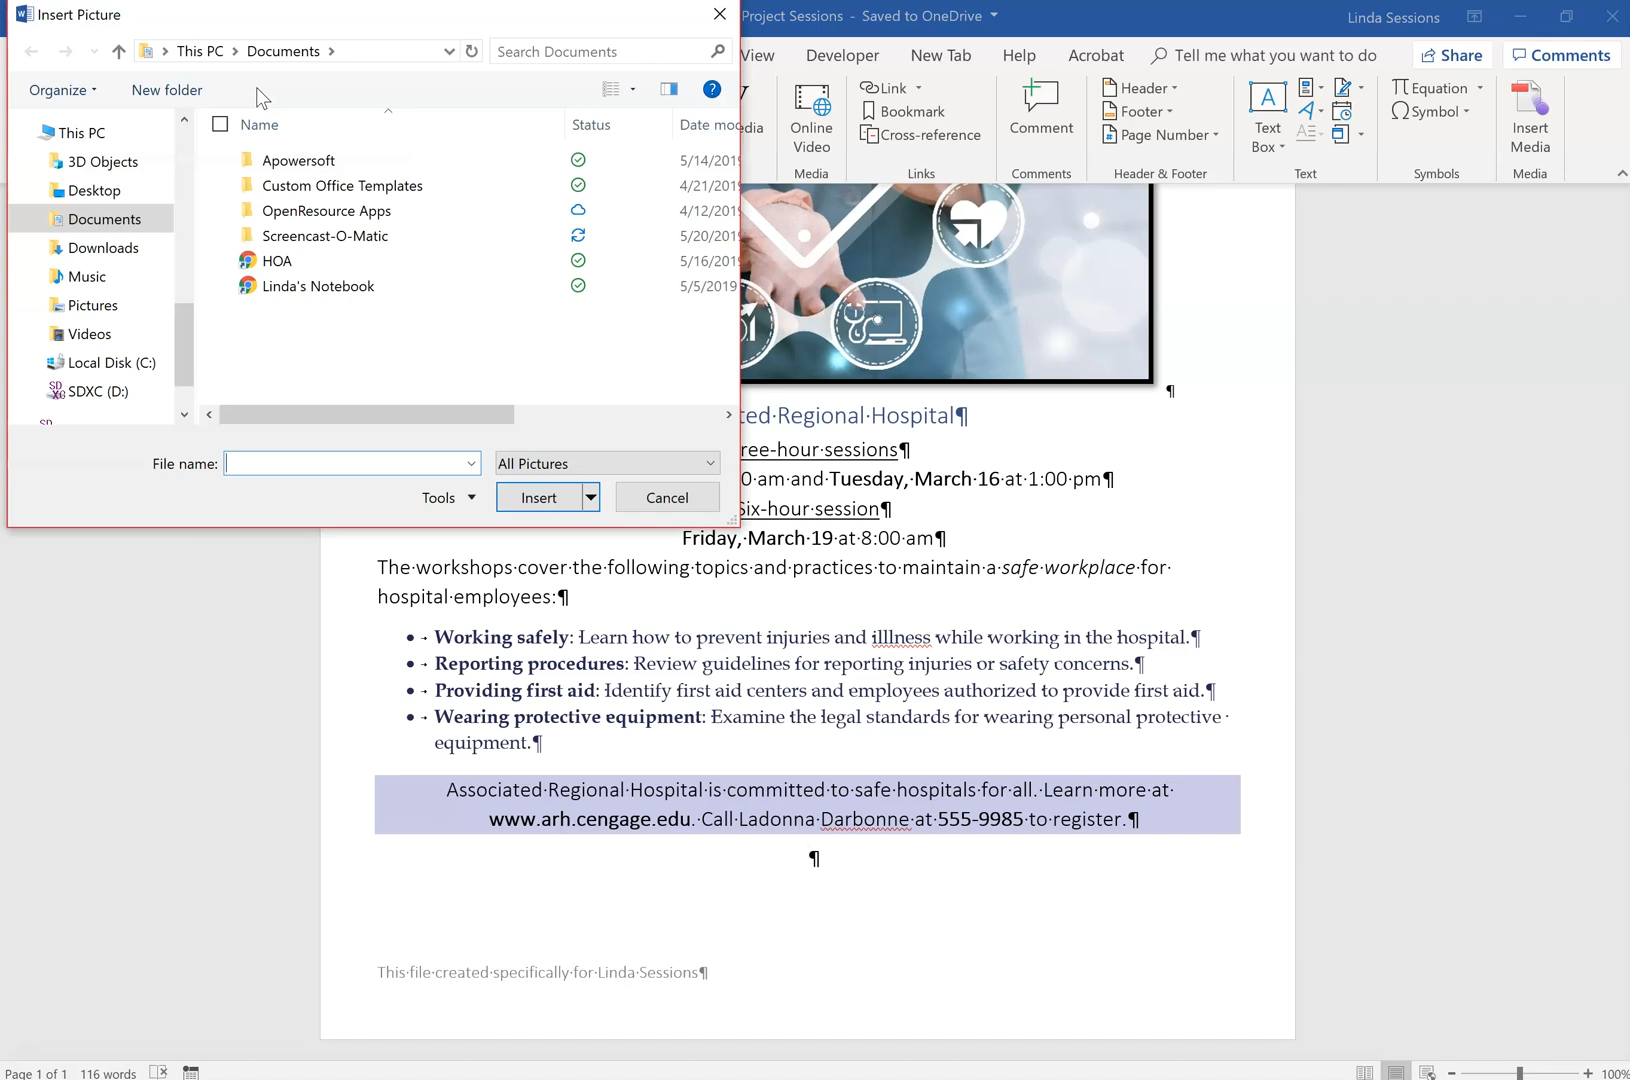 Insert Picture
Project Sessions - Saved to OneDrive
Linda Sessions
This PC > Documents >
Search Documents
View Developer New Tab Help Acrobat Tell me what you want to do Share Comments
Organize New folder
Name Status Date mo
This PC
3D Objects
Desktop
Documents
Downloads
Music
Pictures
Videos
Local Disk (C:)
SDXC (D:)
Apowersoft 5/14/2019
Custom Office Templates 4/21/2019
OpenResource Apps 4/12/2019
Screencast-O-Matic 5/20/2019
HOA 5/16/2019
Linda's Notebook 5/5/2019
File name: All Pictures
Tools Insert Cancel
Online Video
Media
Link
Bookmark
Cross-reference
Links
Comment
Comments
Header
Footer
Page Number
Header & Footer
Text Box
Text
Equation
Symbol
Symbols
Insert Media
Media
ted·Regional·Hospital¶
ree-hour·sessions¶
0·am·and·Tuesday,·March·16·at·1:00·pm¶
Six-hour·session¶
Friday,·March·19·at·8:00·am¶
The·workshops·cover·the·following·topics·and·practices·to·maintain·a·safe·workplace·for·
hospital·employees:¶
• Working safely: Learn how to prevent injuries and illlness while working in the hospital.¶
• Reporting procedures: Review guidelines for reporting injuries or safety concerns.¶
• Providing first aid: Identify first aid centers and employees authorized to provide first aid.¶
• Wearing protective equipment: Examine the legal standards for wearing personal protective·
equipment.¶
Associated·Regional·Hospital·is·committed·to·safe·hospitals·for·all.·Learn·more·at·
www.arh.cengage.edu.·Call·Ladonna·Darbonne·at·555-9985·to·register.¶
¶
This·file·created·specifically·for·Linda·Sessions¶
Page 1 of 1 116 words 100%